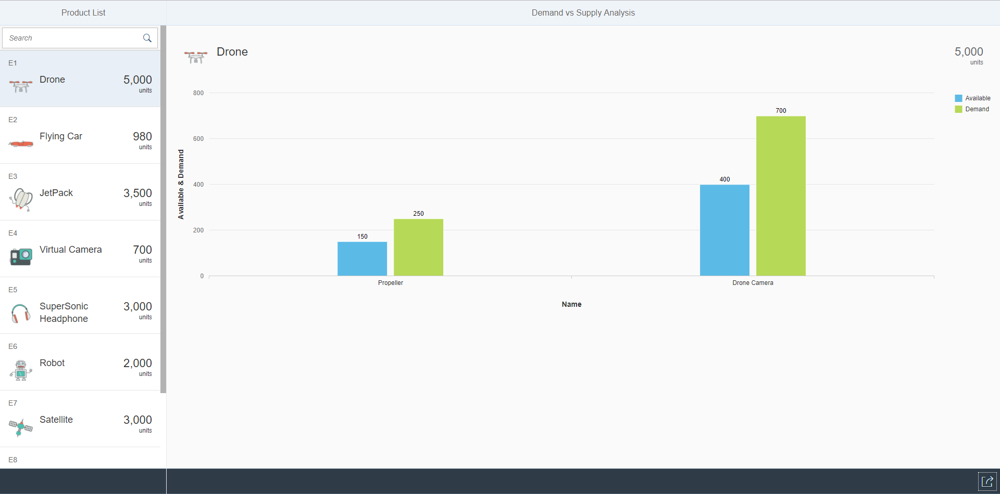 Product List
Demand vs Supply Analysis
Search
E1
Drone
5,000
units
E2
Flying Car
980
units
E3
JetPack
3,500
units
E4
Virtual Camera
700
units
E5
SuperSonic
Headphone
3,000
units
E6
Robot
2,000
units
E7
Satellite
3,000
units
E8
Drone
5,000
units
Available
Demand
Available & Demand
800
600
400
200
0
150
250
400
700
Propeller
Drone Camera
Name